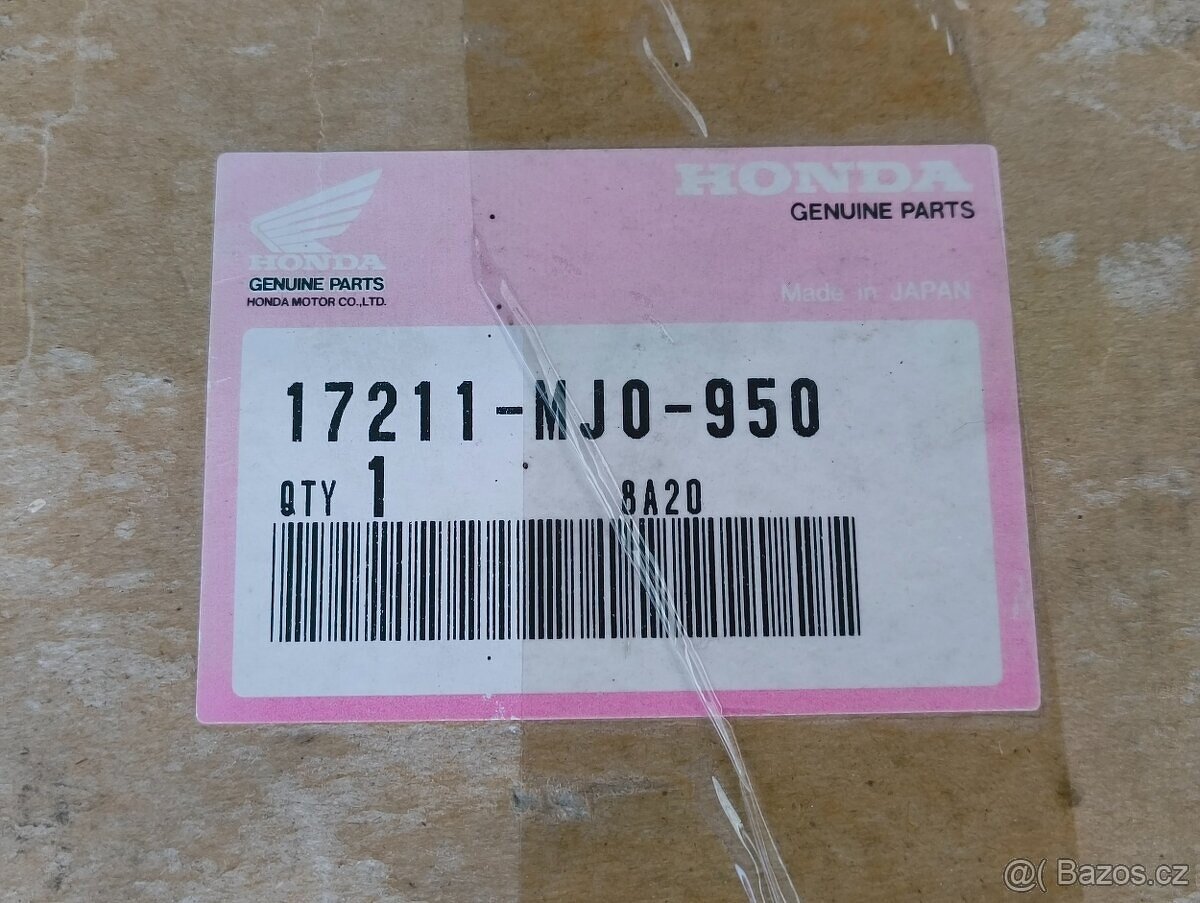 HONDA
GENUINE PARTS
HONDA
GENUINE PARTS
HONDA MOTOR CO.,LTD.
Made in JAPAN
17211-MJ0-950
QTY 1 8A20
@( Bazos.cz